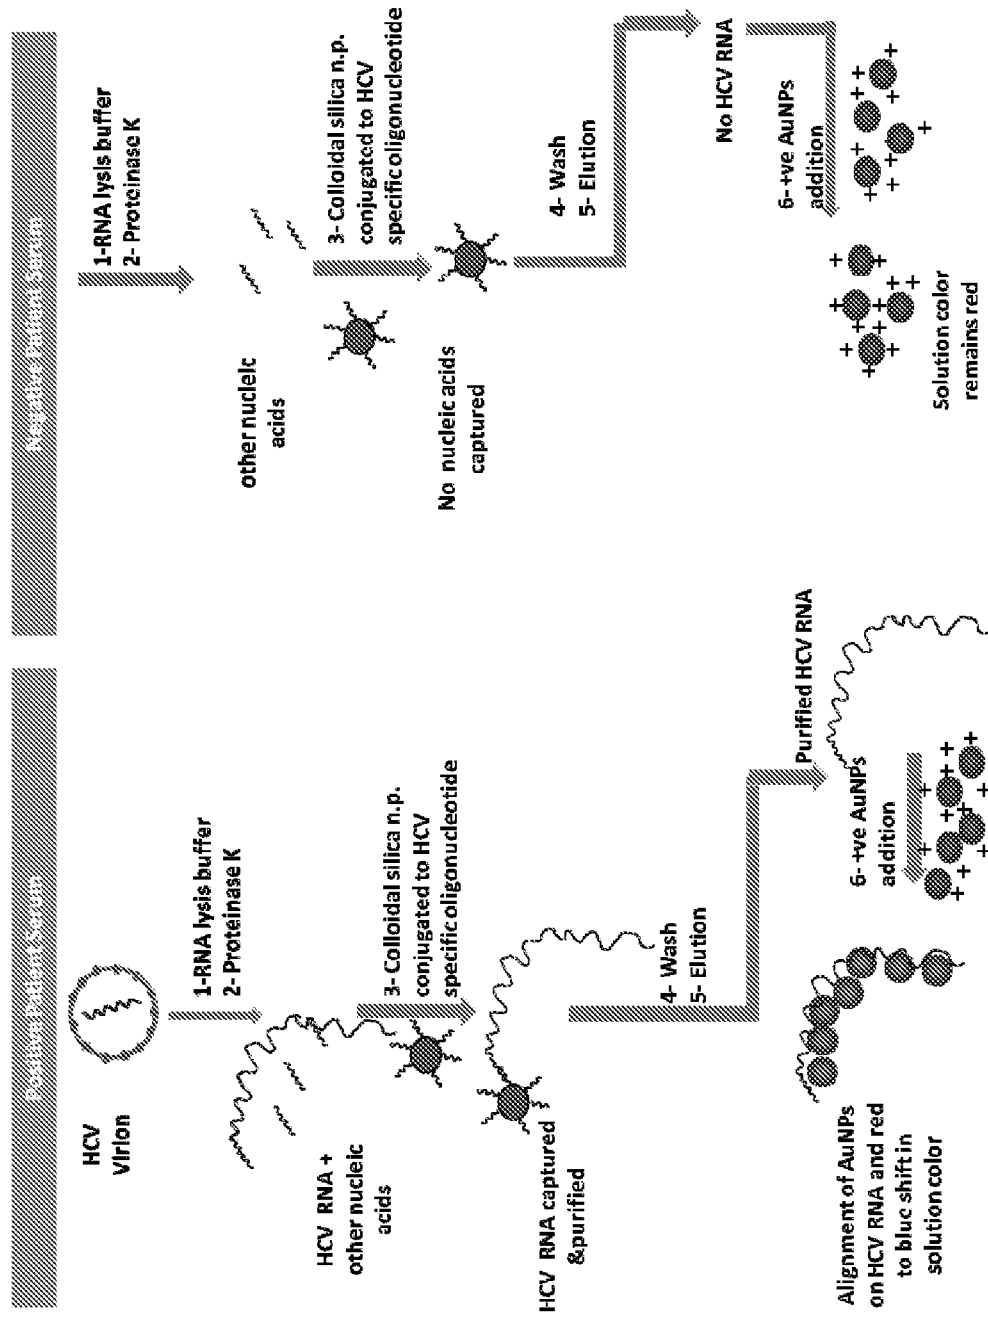 Positive Patient Serum
HCV
Virion
1-RNA lysis buffer
2- Proteinase K
HCV RNA +
other nucleic
acids
3- Colloidal silica n.p.
conjugated to HCV
specific oligonucleotide
HCV RNA captured
&purified
4- Wash
5- Elution
Purified HCV RNA
6- +ve AuNPs
addition
+ + + + + + + + + +
Alignment of AuNPs
on HCV RNA and red
to blue shift in
solution color
Negative Patient Serum
1-RNA lysis buffer
2- Proteinase K
other nucleic
acids
3- Colloidal silica n.p.
conjugated to HCV
specific oligonucleotide
No nucleic acids
captured
4- Wash
5- Elution
No HCV RNA
6- +ve AuNPs
addition
+ + + + + + + + +
+ + + + + + + + + +
Solution color
remains red